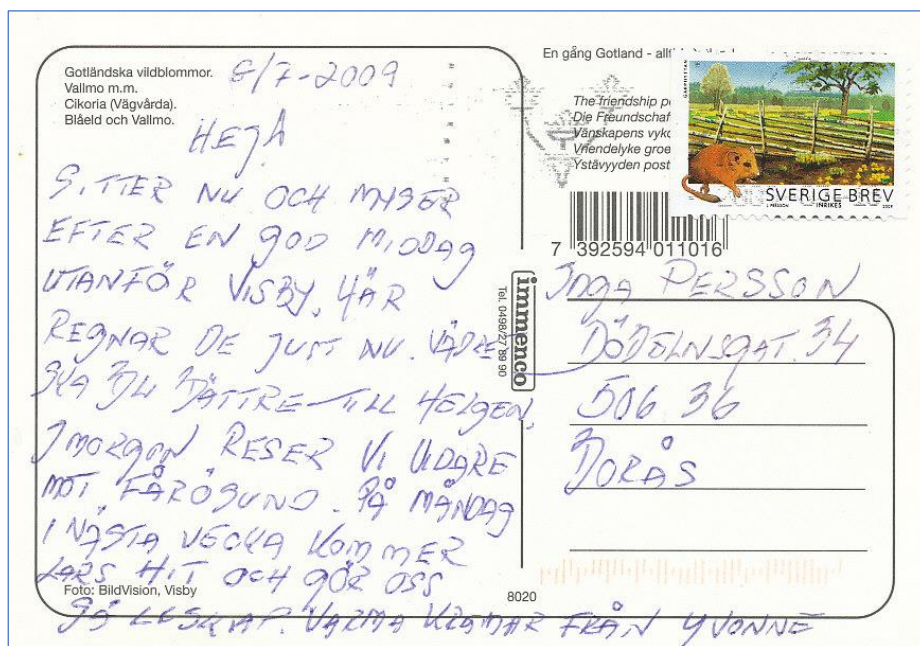 Gotländska vildblommor.
Vallmo m.m.
Cikoria (Vägvårda).
Blåeld och Vallmo.
6/7-2009
HEJ
SITTER NU OCH MYSER
EFTER EN GOD MIDDAG
UTANFÖR VISBY. HÄR
REGNAR DE JUST NU. VÄDRET
SKA BLI BÄTTRE TILL HELGEN.
IMORGON RESER VI VIDARE
MOT FÅRÖSUND. PÅ MÅNDAG
I NÄSTA VECKA KOMMER
LARS HIT OCH GÖR OSS
SÄLLSKAP. VARMA KRAMAR FRÅN YVONNE
Foto: BildVision, Visby
8020
immenco
Tel. 0498/27 89 90
En gång Gotland -
The friendship
Die Freundschaf
Vänskapens vyko
Vriendelyke groe
Ystävyyden post
SVERIGE BREV
INRIKES
7 392594 011016
Inga PERSSON
34
506 36
BORÅS